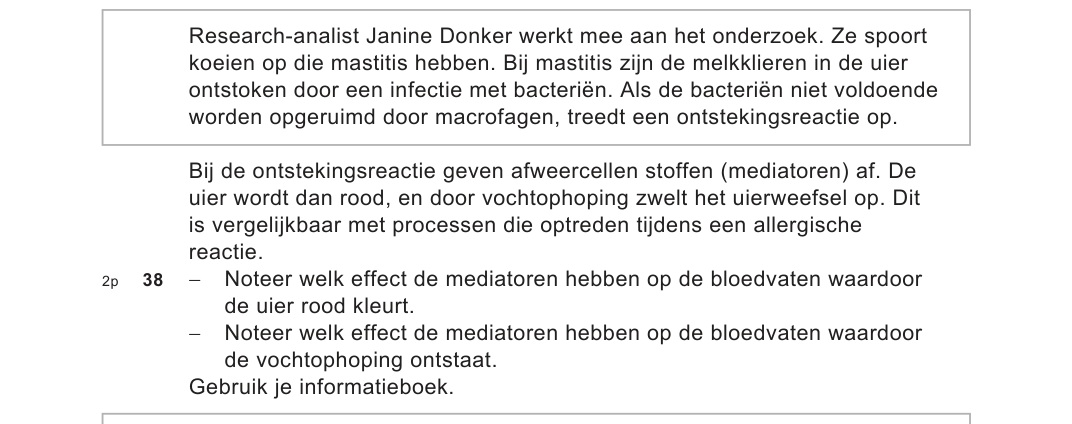 Research-analist Janine Donker werkt mee aan het onderzoek. Ze spoort
koeien op die mastitis hebben. Bij mastitis zijn de melkklieren in de uier
ontstoken door een infectie met bacteriën. Als de bacteriën niet voldoende
worden opgeruimd door macrofagen, treedt een ontstekingsreactie op.
Bij de ontstekingsreactie geven afweercellen stoffen (mediatoren) af. De
uier wordt dan rood, en door vochtophoping zwelt het uierweefsel op. Dit
is vergelijkbaar met processen die optreden tijdens een allergische
reactie.
2p 38 – Noteer welk effect de mediatoren hebben op de bloedvaten waardoor
de uier rood kleurt.
– Noteer welk effect de mediatoren hebben op de bloedvaten waardoor
de vochtophoping ontstaat.
Gebruik je informatieboek.